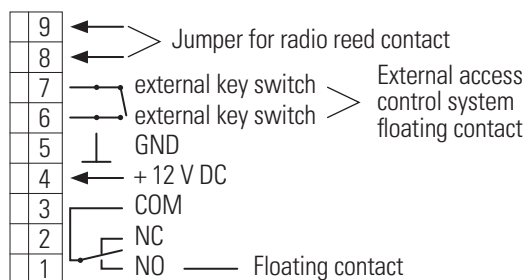 9
8
Jumper for radio reed contact
7 external key switch
6 external key switch
External access
control system
floating contact
5 GND
4 + 12 V DC
3 COM
2 NC
1 NO Floating contact